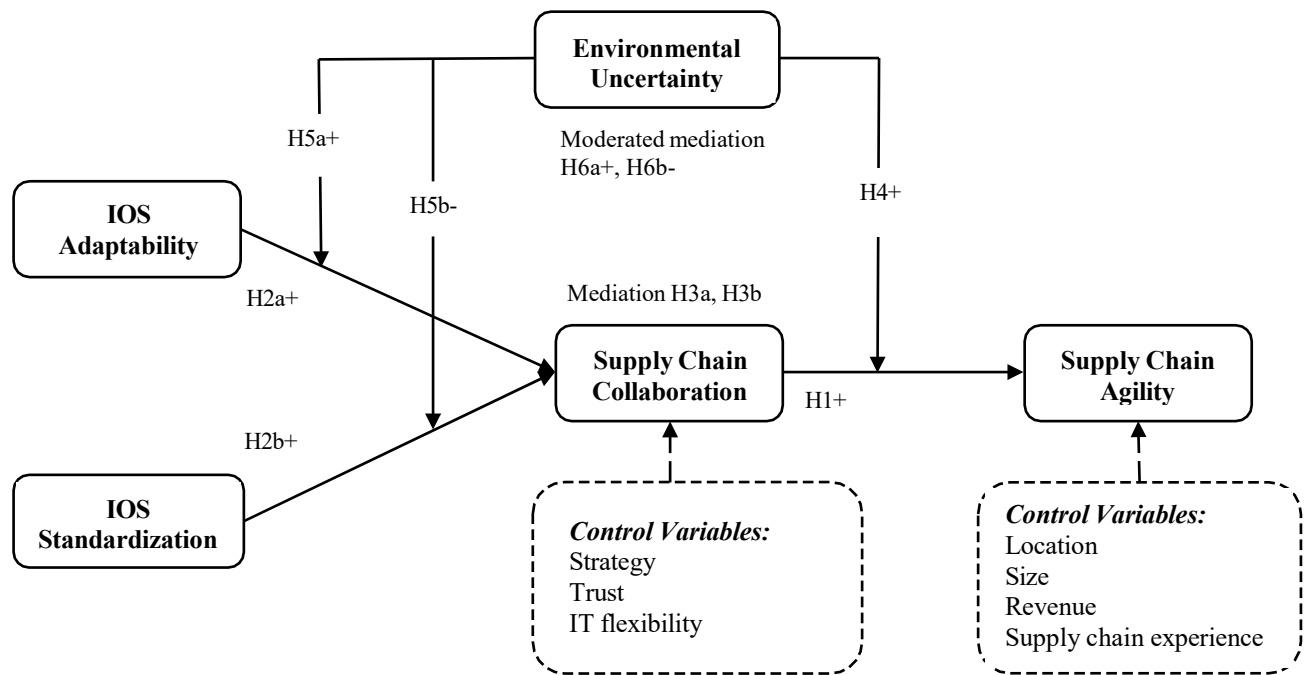 Environmental
Uncertainty
H5a+
Moderated mediation
H6a+, H6b-
H5b-
H4+
IOS
Adaptability
H2a+
Mediation H3a, H3b
Supply Chain
Collaboration
H1+
Supply Chain
Agility
H2b+
IOS
Standardization
Control Variables:
Strategy
Trust
IT flexibility
Control Variables:
Location
Size
Revenue
Supply chain experience